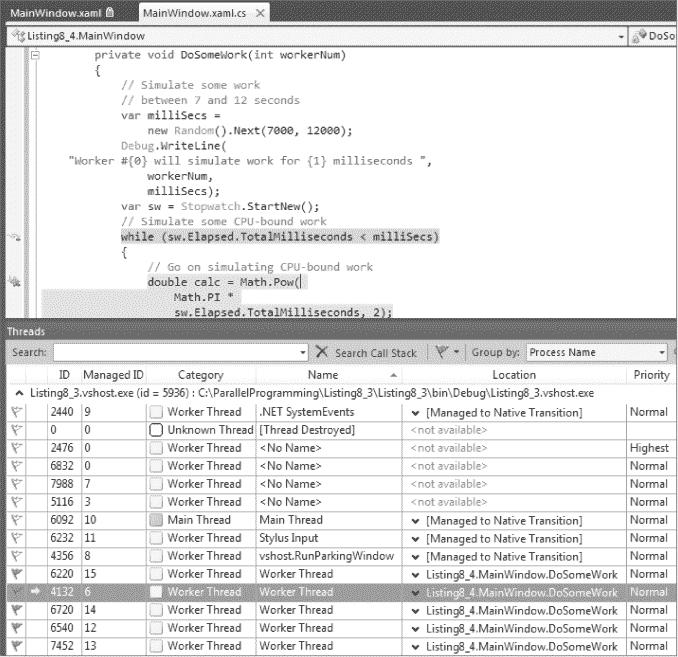 MainWindow.xaml MainWindow.xaml.cs
Listing8_4.MainWindow DoSo
private void DoSomeWork(int workerNum)
{
// Simulate some work
// between 7 and 12 seconds
var milliSecs =
new Random().Next(7000, 12000);
Debug.WriteLine(
"Worker #{0} will simulate work for {1} milliseconds ",
workerNum,
milliSecs);
var sw = Stopwatch.StartNew();
// Simulate some CPU-bound work
while (sw.Elapsed.TotalMilliseconds < milliSecs)
{
// Go on simulating CPU-bound work
double calc = Math.Pow(
Math.PI *
sw.Elapsed.TotalMilliseconds, 2);
Threads
Search: Search Call Stack Group by: Process Name
ID Managed ID Category Name Location Priority
Listing8_3.vshost.exe (id = 5936) : C:\ParallelProgramming\Listing8_3\Listing8_3\bin\Debug\Listing8_3.vshost.exe
2440 9 Worker Thread .NET SystemEvents [Managed to Native Transition] Normal
0 0 Unknown Thread [Thread Destroyed] <not available>
2476 0 Worker Thread <No Name> <not available> Highest
6832 0 Worker Thread <No Name> <not available> Normal
7988 7 Worker Thread <No Name> <not available> Normal
5116 3 Worker Thread <No Name> <not available> Normal
6092 10 Main Thread Main Thread [Managed to Native Transition] Normal
6232 11 Worker Thread Stylus Input [Managed to Native Transition] Normal
4356 8 Worker Thread vshost.RunParkingWindow [Managed to Native Transition] Normal
6220 15 Worker Thread Worker Thread Listing8_4.MainWindow.DoSomeWork Normal
4132 6 Worker Thread Worker Thread Listing8_4.MainWindow.DoSomeWork Normal
6720 14 Worker Thread Worker Thread Listing8_4.MainWindow.DoSomeWork Normal
6540 12 Worker Thread Worker Thread Listing8_4.MainWindow.DoSomeWork Normal
7452 13 Worker Thread Worker Thread Listing8_4.MainWindow.DoSomeWork Normal